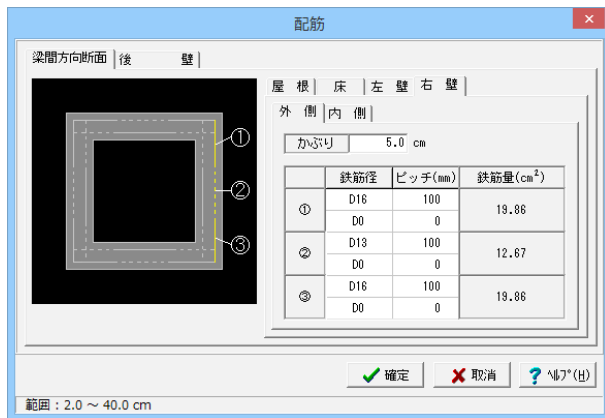 配筋
×
梁間方向断面 後 壁
屋 根 床 左 壁 右 壁
外 側 内 側
かぶり 5.0 cm
鉄筋径 ピッチ(mm) 鉄筋量(cm²)
① D16 100 19.86
D0 0
② D13 100 12.67
D0 0
③ D16 100 19.86
D0 0
①
②
③
確定 取消 ? ﾍﾙﾌﾟ(H)
範囲：2.0 ～ 40.0 cm